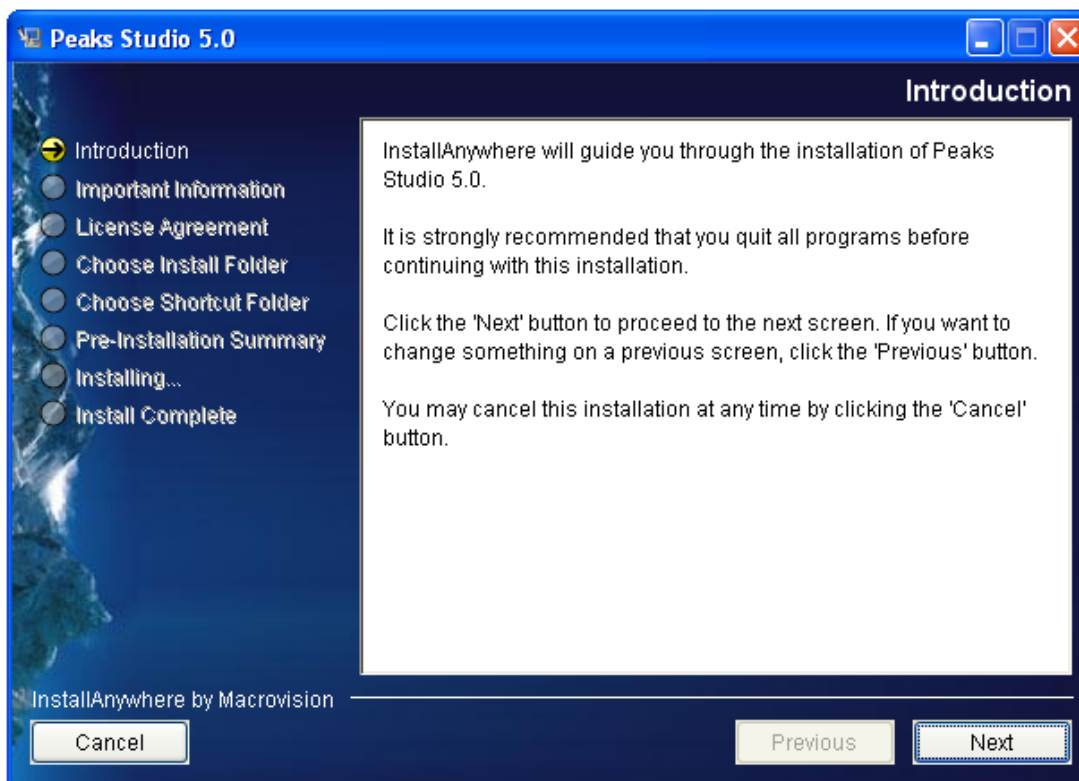 Peaks Studio 5.0
Introduction
Introduction
Important Information
License Agreement
Choose Install Folder
Choose Shortcut Folder
Pre-Installation Summary
Installing...
Install Complete
InstallAnywhere will guide you through the installation of Peaks
Studio 5.0.
It is strongly recommended that you quit all programs before
continuing with this installation.
Click the 'Next' button to proceed to the next screen. If you want to
change something on a previous screen, click the 'Previous' button.
You may cancel this installation at any time by clicking the 'Cancel'
button.
InstallAnywhere by Macrovision
Cancel
Previous
Next